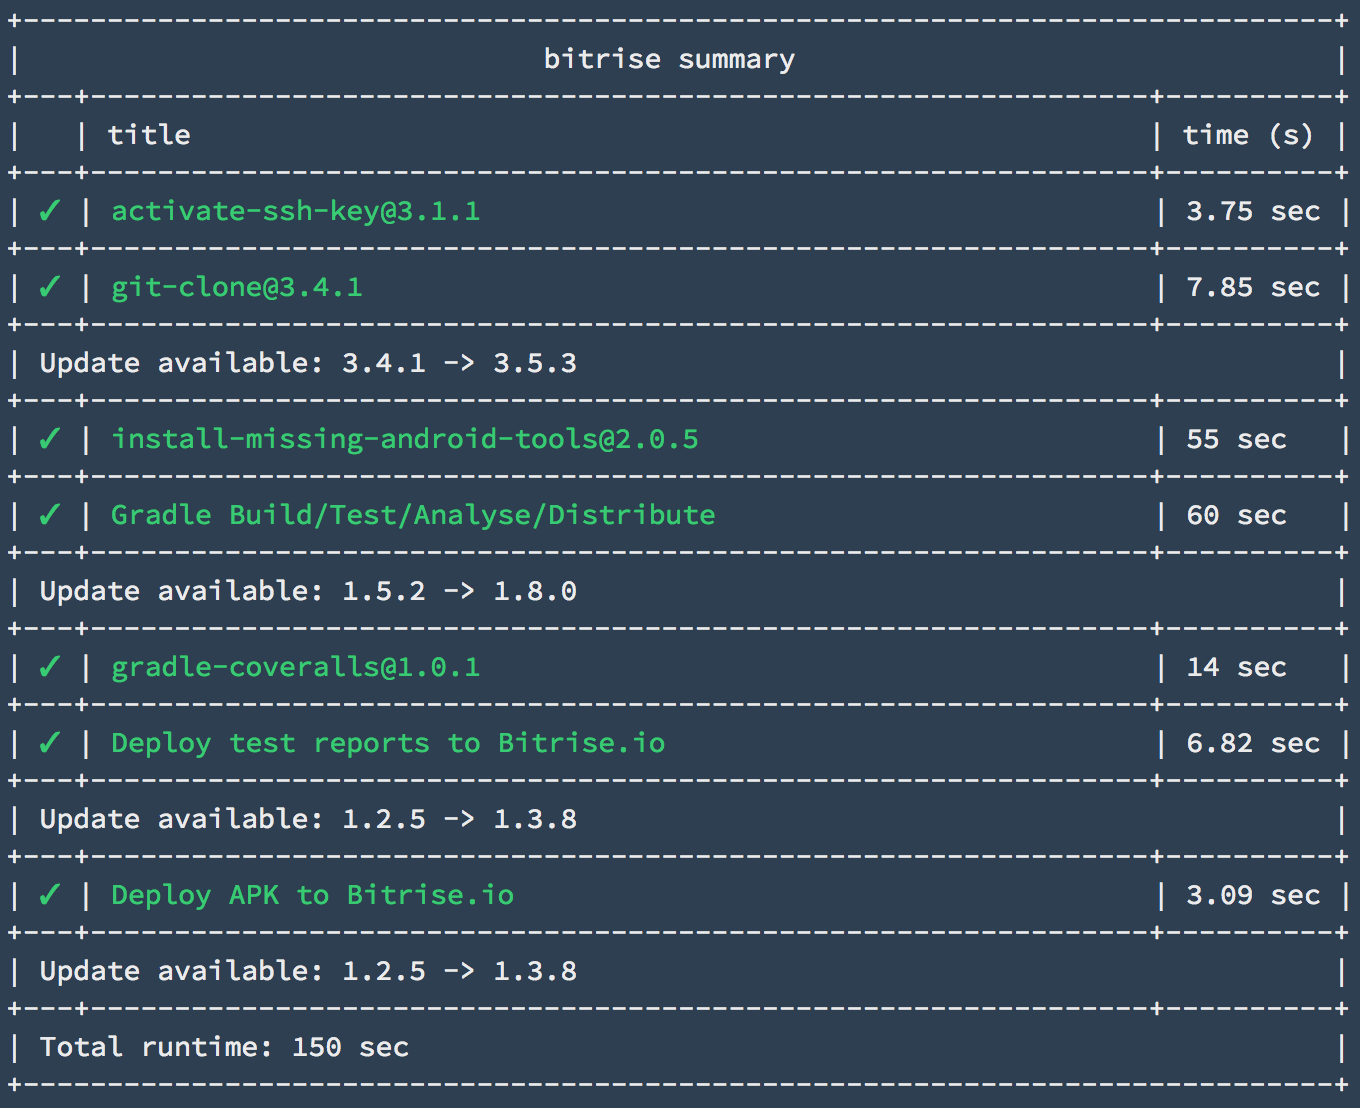 bitrise summary
title | time (s)
✓ | activate-ssh-key@3.1.1 | 3.75 sec
✓ | git-clone@3.4.1 | 7.85 sec
Update available: 3.4.1 -> 3.5.3
✓ | install-missing-android-tools@2.0.5 | 55 sec
✓ | Gradle Build/Test/Analyse/Distribute | 60 sec
Update available: 1.5.2 -> 1.8.0
✓ | gradle-coveralls@1.0.1 | 14 sec
✓ | Deploy test reports to Bitrise.io | 6.82 sec
Update available: 1.2.5 -> 1.3.8
✓ | Deploy APK to Bitrise.io | 3.09 sec
Update available: 1.2.5 -> 1.3.8
Total runtime: 150 sec